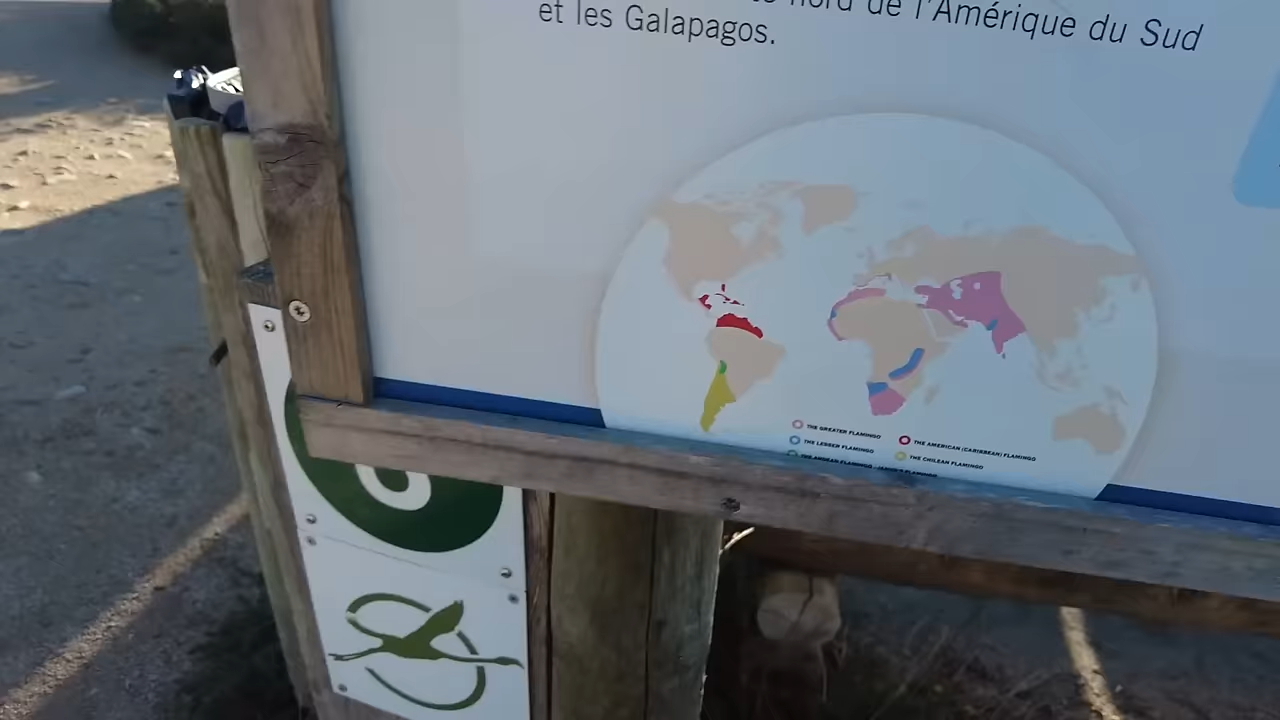 nord de l'Amérique du Sud
et les Galapagos.
THE GREATER FLAMINGO
THE LESSER FLAMINGO
THE AMERICAN (CARIBBEAN) FLAMINGO
THE CHILEAN FLAMINGO